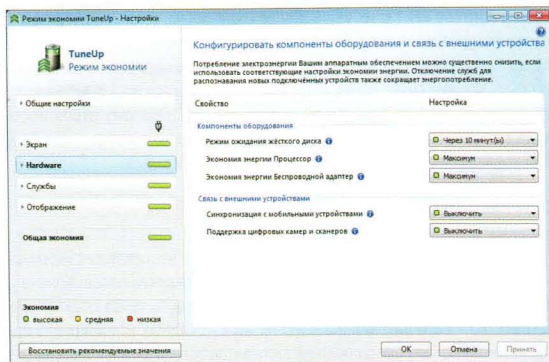 Режим экономии TuneUp - Настройки
TuneUp
Режим экономии
Общие настройки
Экран
Hardware
Службы
Отображение
Общая экономия
Экономия
высокая средняя низкая
Восстановить рекомендуемые значения
Конфигурировать компоненты оборудования и связь с внешними устройства
Потребление электроэнергии Вашим аппаратным обеспечением можно существенно снизить, если
использовать соответствующие настройки экономии энергии. Отключение служб для
распознавания новых подключённых устройств также сокращает энергопотребление.
Свойство Настройка
Компоненты оборудования
Режим ожидания жёсткого диска Через 10 минут(ы)
Экономия энергии Процессор Максимум
Экономия энергии Беспроводной адаптер Максимум
Связь с внешними устройствами
Синхронизация с мобильными устройствами Выключить
Поддержка цифровых камер и сканеров Выключить
OK Отмена Принять